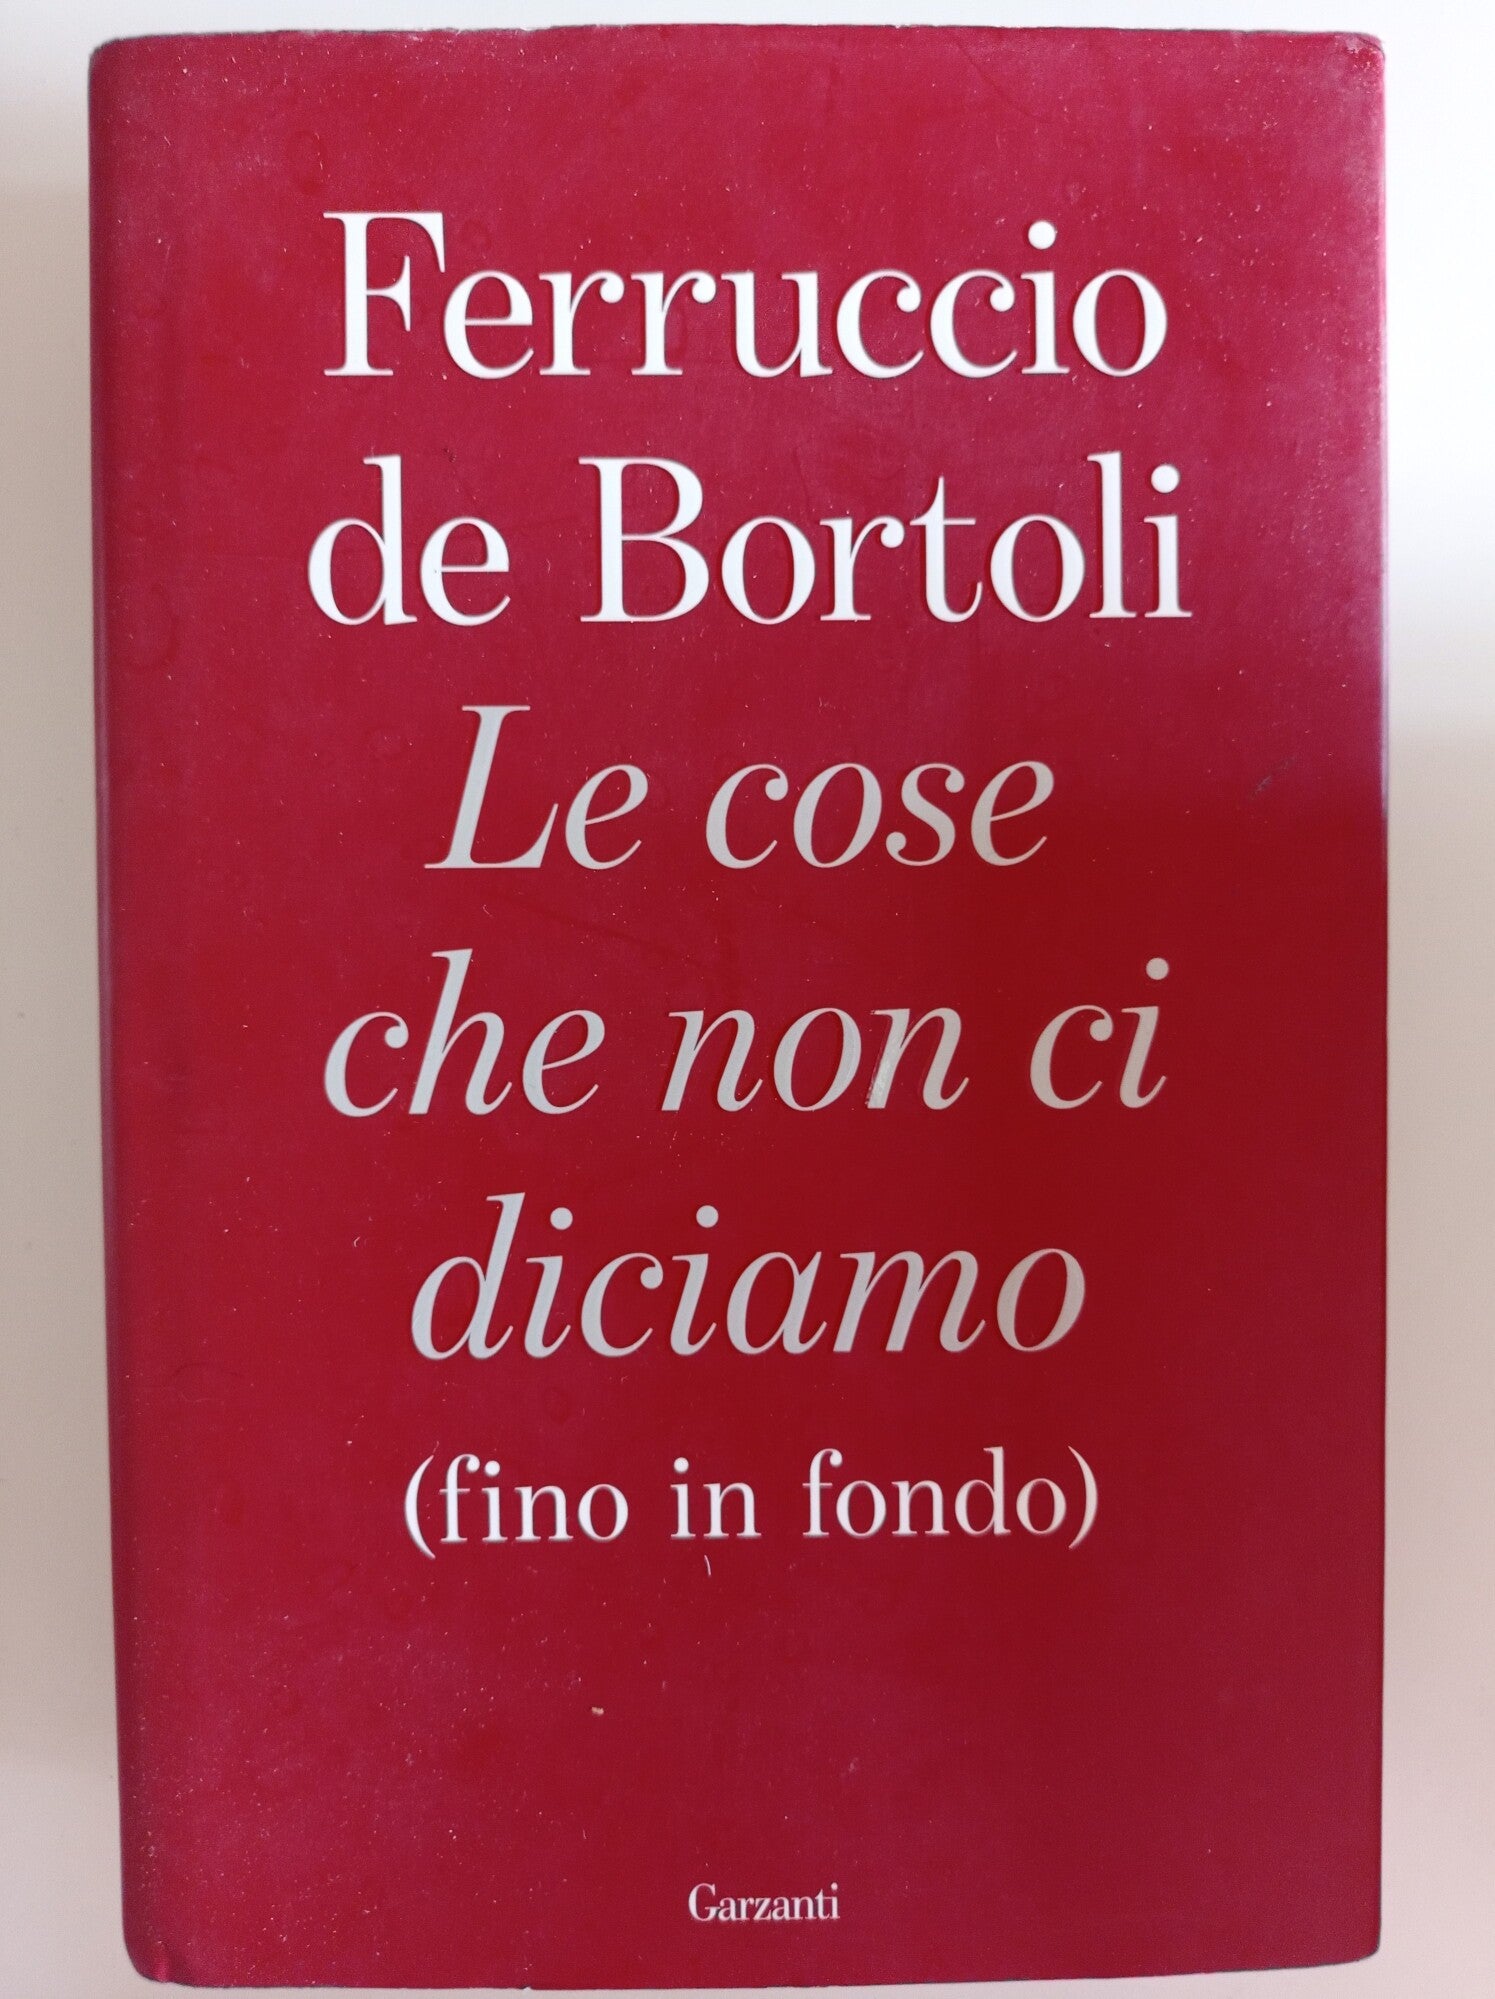 Ferruccio
de Bortoli
Le cose
che non ci
diciamo
(fino in fondo)
Garzanti